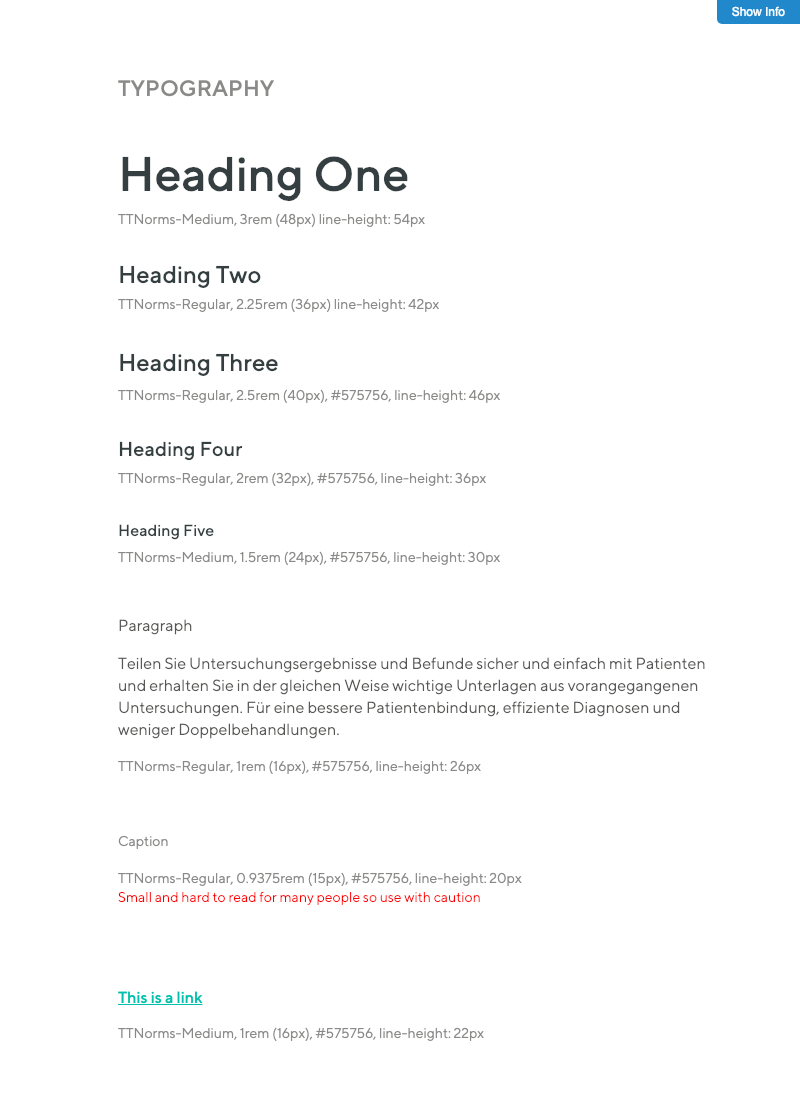 Show Info
TYPOGRAPHY
Heading One
TTNorms-Medium, 3rem (48px) line-height: 54px
Heading Two
TTNorms-Regular, 2.25rem (36px) line-height: 42px
Heading Three
TTNorms-Regular, 2.5rem (40px), #575756, line-height: 46px
Heading Four
TTNorms-Regular, 2rem (32px), #575756, line-height: 36px
Heading Five
TTNorms-Medium, 1.5rem (24px), #575756, line-height: 30px
Paragraph
Teilen Sie Untersuchungsergebnisse und Befunde sicher und einfach mit Patienten
und erhalten Sie in der gleichen Weise wichtige Unterlagen aus vorangegangenen
Untersuchungen. Für eine bessere Patientenbindung, effiziente Diagnosen und
weniger Doppelbehandlungen.
TTNorms-Regular, 1rem (16px), #575756, line-height: 26px
Caption
TTNorms-Regular, 0.9375rem (15px), #575756, line-height: 20px
Small and hard to read for many people so use with caution
This is a link
TTNorms-Medium, 1rem (16px), #575756, line-height: 22px